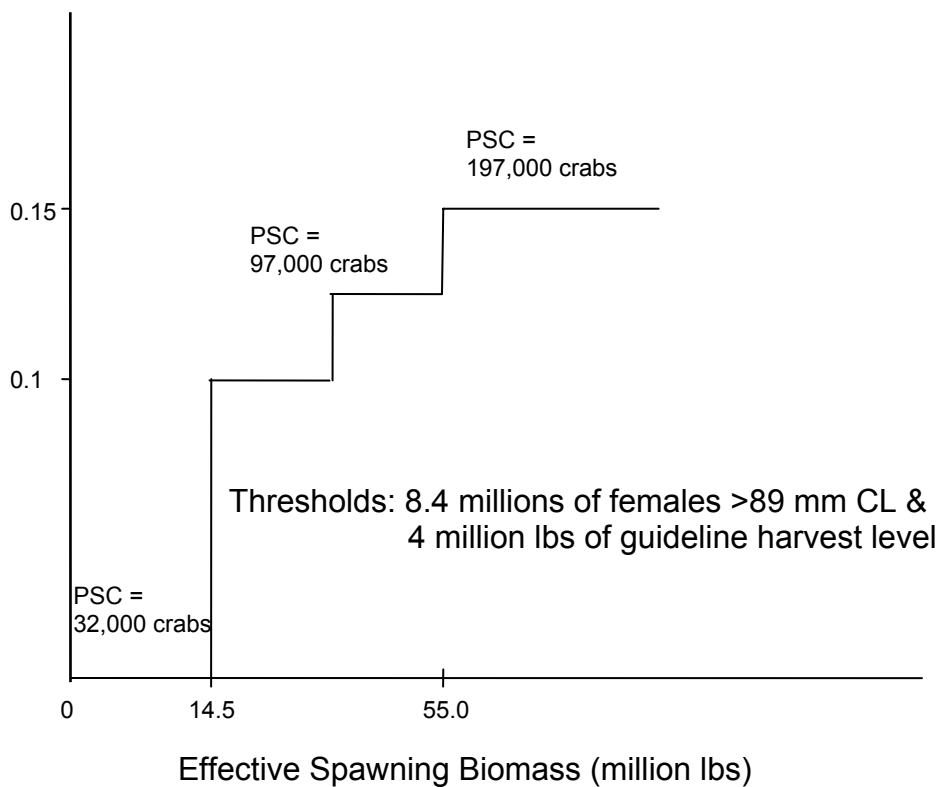 PSC =
197,000 crabs
0.15
PSC =
97,000 crabs
0.1
Thresholds: 8.4 millions of females >89 mm CL &
4 million lbs of guideline harvest level
PSC =
32,000 crabs
0
14.5
55.0
Effective Spawning Biomass (million lbs)